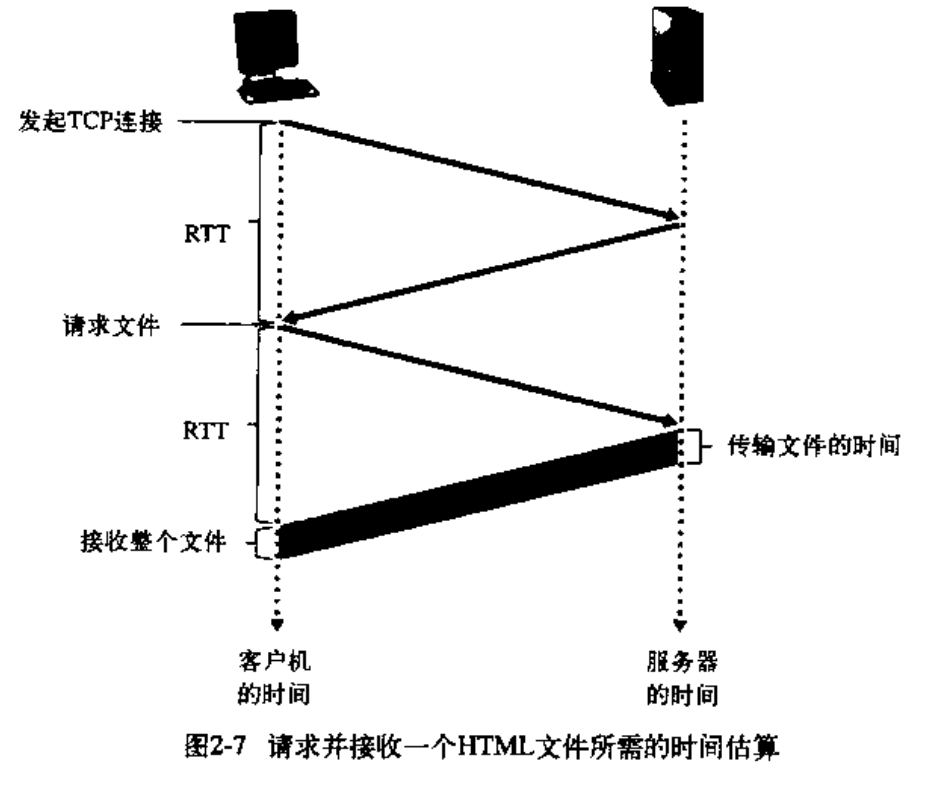 发起TCP连接
RTT
请求文件
RTT
传输文件的时间
接收整个文件
客户机
的时间
服务器
的时间
图2-7 请求并接收一个HTML文件所需的时间估算